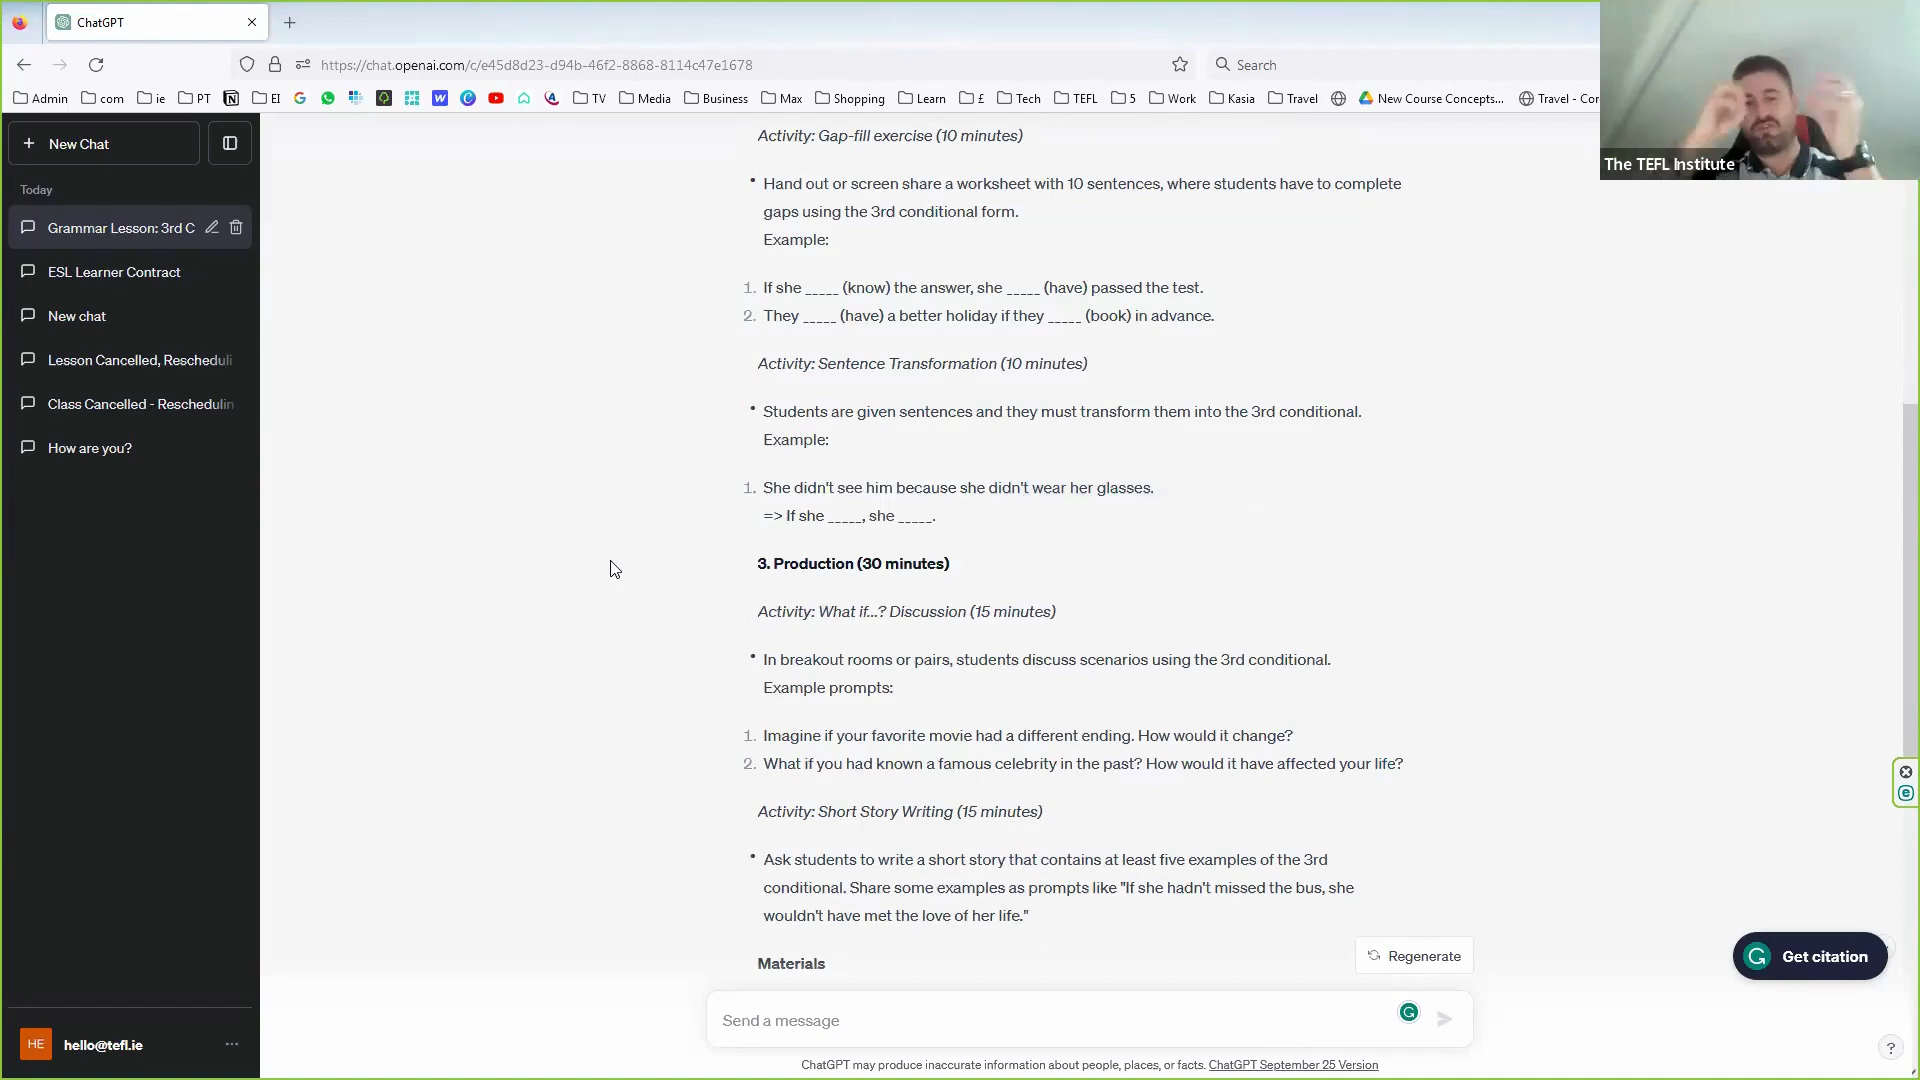 ChatGPT
https://chat.openai.com/c/e45d8d23-d94b-46f2-8868-8114c47e1678
Search
Admin
com
ie
PT
EI
TV
Media
Business
Max
Shopping
Learn
£
Tech
TEFL
5
Work
Kasia
Travel
New Course Concepts...
Travel - Cor
The TEFL Institute
New Chat
Today
Grammar Lesson: 3rd C
ESL Learner Contract
New chat
Lesson Cancelled, Rescheduli
Class Cancelled - Reschedulin
How are you?
HE
hello@tefl.ie
Activity: Gap-fill exercise (10 minutes)
• Hand out or screen share a worksheet with 10 sentences, where students have to complete
gaps using the 3rd conditional form.
Example:
1. If she _____ (know) the answer, she _____ (have) passed the test.
2. They _____ (have) a better holiday if they _____ (book) in advance.
Activity: Sentence Transformation (10 minutes)
• Students are given sentences and they must transform them into the 3rd conditional.
Example:
1. She didn't see him because she didn't wear her glasses.
=> If she _____, she _____.
3. Production (30 minutes)
Activity: What if...? Discussion (15 minutes)
• In breakout rooms or pairs, students discuss scenarios using the 3rd conditional.
Example prompts:
1. Imagine if your favorite movie had a different ending. How would it change?
2. What if you had known a famous celebrity in the past? How would it have affected your life?
Activity: Short Story Writing (15 minutes)
• Ask students to write a short story that contains at least five examples of the 3rd
conditional. Share some examples as prompts like "If she hadn't missed the bus, she
wouldn't have met the love of her life."
Materials
Regenerate
Get citation
Send a message
ChatGPT may produce inaccurate information about people, places, or facts. ChatGPT September 25 Version
?